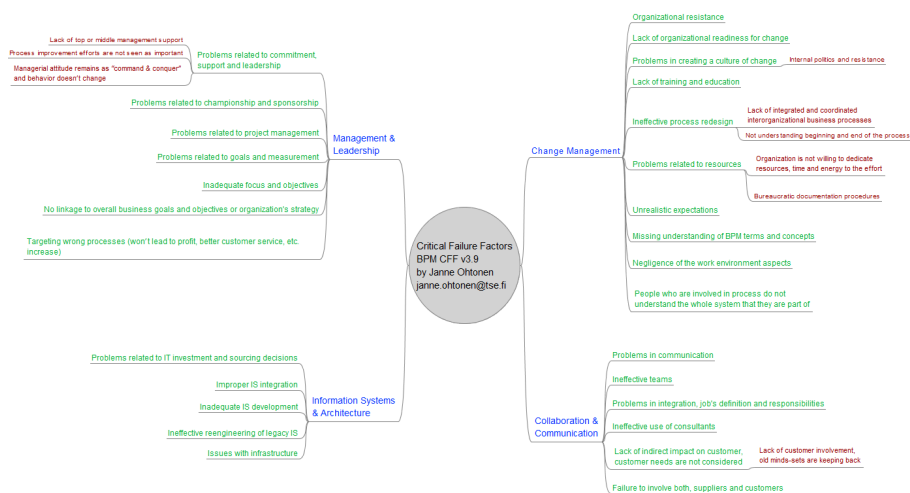 Critical Failure Factors
BPM CFF v3.9
by Janne Ohtonen
janne.ohtonen@tse.fi
Management &
Leadership
Problems related to commitment,
support and leadership
Lack of top or middle management support
Process improvement efforts are not seen as important
Managerial attitude remains as "command & conquer"
and behavior doesn't change
Problems related to championship and sponsorship
Problems related to project management
Problems related to goals and measurement
Inadequate focus and objectives
No linkage to overall business goals and objectives or organization's strategy
Targeting wrong processes (won't lead to profit, better customer service, etc.
increase)
Information Systems
& Architecture
Problems related to IT investment and sourcing decisions
Improper IS integration
Inadequate IS development
Ineffective reengineering of legacy IS
Issues with infrastructure
Change Management
Organizational resistance
Lack of organizational readiness for change
Problems in creating a culture of change
Internal politics and resistance
Lack of training and education
Ineffective process redesign
Lack of integrated and coordinated
interorganizational business processes
Not understanding beginning and end of the process
Problems related to resources
Organization is not willing to dedicate
resources, time and energy to the effort
Bureaucratic documentation procedures
Unrealistic expectations
Missing understanding of BPM terms and concepts
Negligence of the work environment aspects
People who are involved in process do not
understand the whole system that they are part of
Collaboration &
Communication
Problems in communication
Ineffective teams
Problems in integration, job's definition and responsibilities
Ineffective use of consultants
Lack of indirect impact on customer,
customer needs are not considered
Lack of customer involvement,
old minds-sets are keeping back
Failure to involve both, suppliers and customers